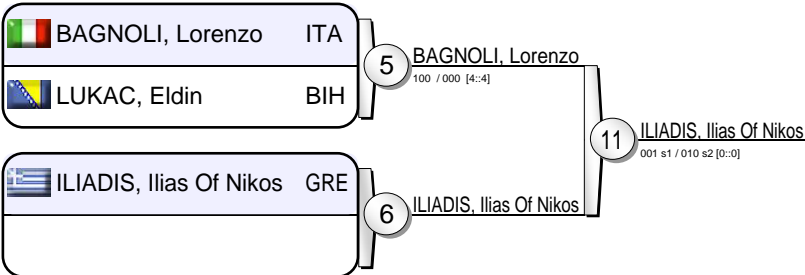 BAGNOLI, Lorenzo ITA
LUKAC, Eldin BIH
5
BAGNOLI, Lorenzo
100 / 000 [4::4]
ILIADIS, Ilias Of Nikos GRE
6
ILIADIS, Ilias Of Nikos
11
ILIADIS, Ilias Of Nikos
001 s1 / 010 s2 [0::0]